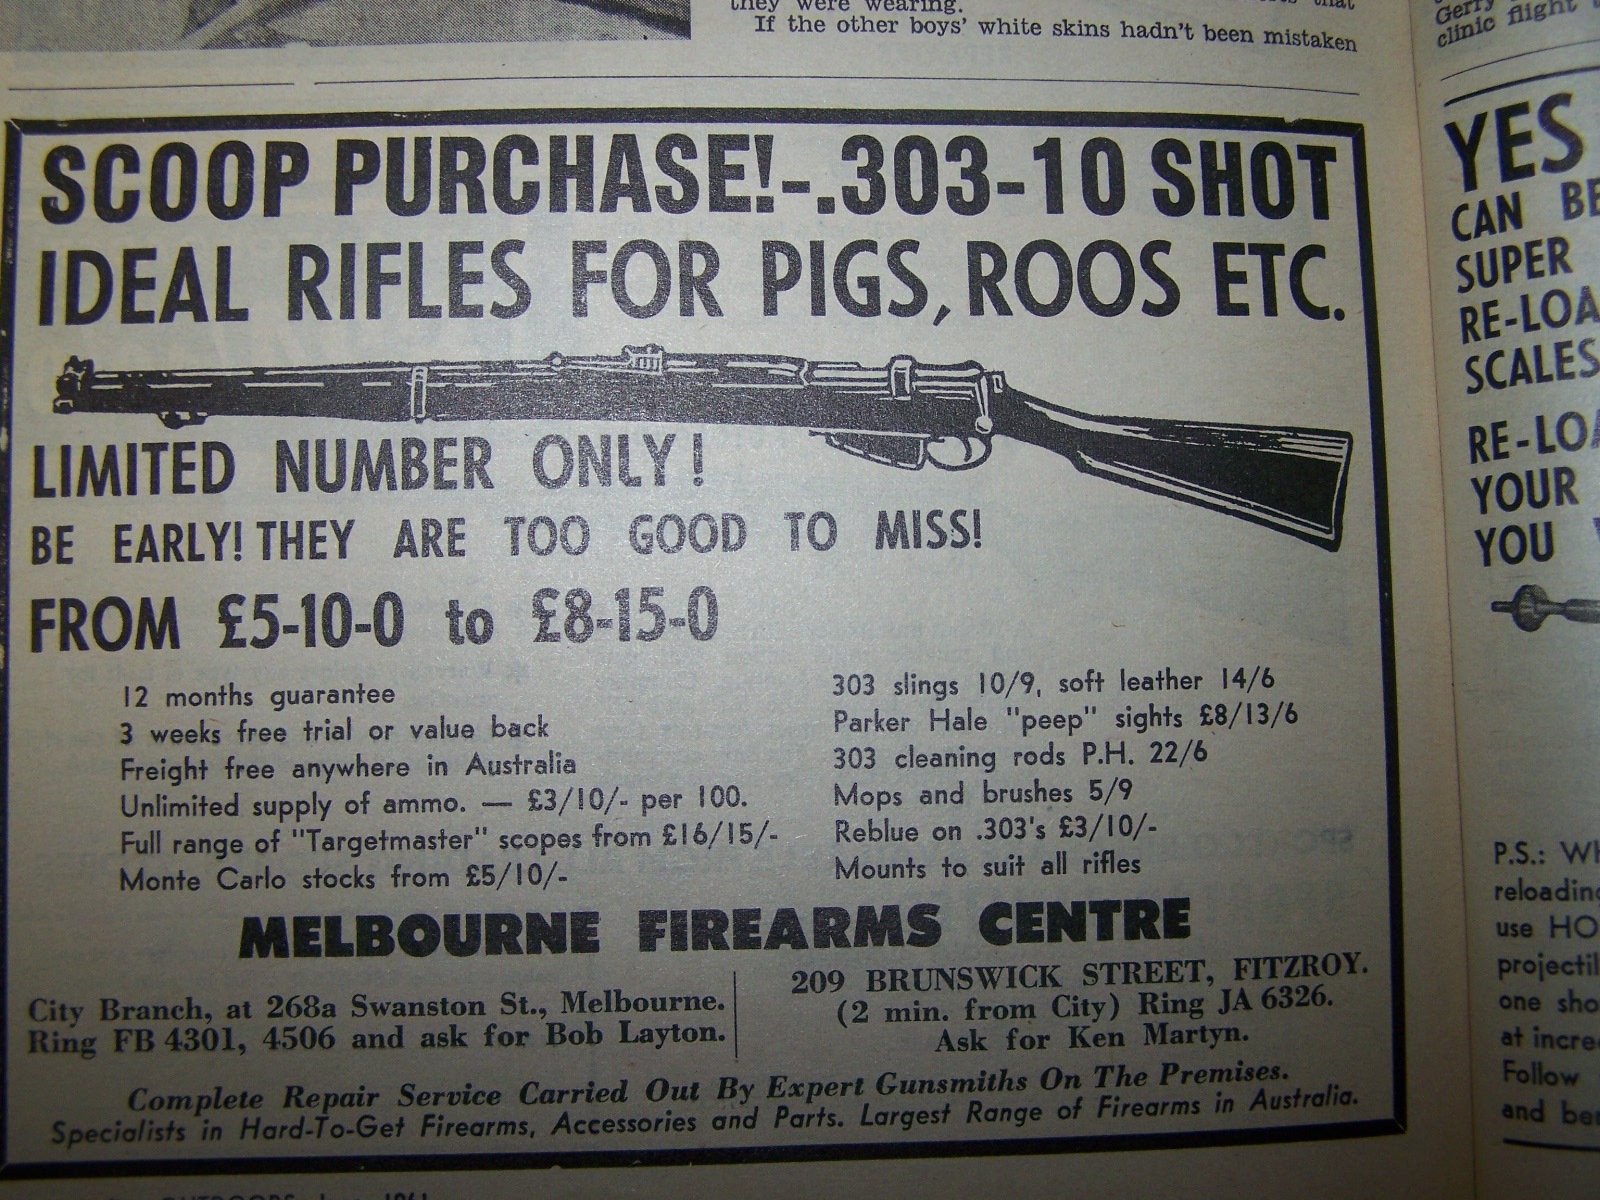 they were wearing.
that
If the other boys' white skins hadn't been mistaken
Gerry
clinic flight
SCOOP PURCHASE!-.303-10 SHOT
IDEAL RIFLES FOR PIGS, ROOS ETC.
LIMITED NUMBER ONLY!
BE EARLY! THEY ARE TOO GOOD TO MISS!
FROM £5-10-0 to £8-15-0
12 months guarantee
3 weeks free trial or value back
Freight free anywhere in Australia
Unlimited supply of ammo. — £3/10/- per 100.
Full range of "Targetmaster" scopes from £16/15/-
Monte Carlo stocks from £5/10/-
303 slings 10/9, soft leather 14/6
Parker Hale "peep" sights £8/13/6
303 cleaning rods P.H. 22/6
Mops and brushes 5/9
Reblue on .303's £3/10/-
Mounts to suit all rifles
MELBOURNE FIREARMS CENTRE
City Branch, at 268a Swanston St., Melbourne.
Ring FB 4301, 4506 and ask for Bob Layton.
209 BRUNSWICK STREET, FITZROY.
(2 min. from City) Ring JA 6326.
Ask for Ken Martyn.
Complete Repair Service Carried Out By Expert Gunsmiths On The Premises.
Specialists in Hard-To-Get Firearms, Accessories and Parts. Largest Range of Firearms in Australia.
YES
CAN BE
SUPER
RE-LOA
SCALES
RE-LOA
YOUR
YOU
P.S.: Wh
reloading
use HO
projectil
one sho
at incre
Follow
and be